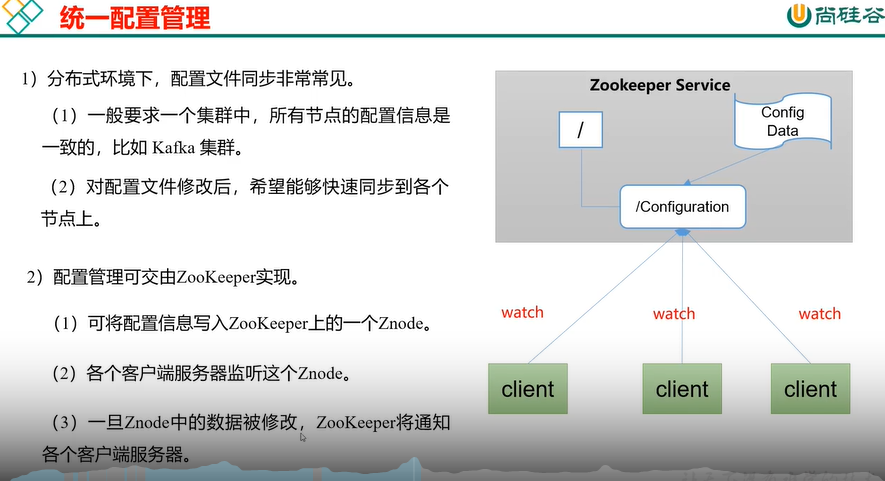 统一配置管理
尚硅谷
1）分布式环境下，配置文件同步非常常见。
（1）一般要求一个集群中，所有节点的配置信息是
一致的，比如 Kafka 集群。
（2）对配置文件修改后，希望能够快速同步到各个
节点上。
2）配置管理可交由ZooKeeper实现。
（1）可将配置信息写入ZooKeeper上的一个Znode。
（2）各个客户端服务器监听这个Znode。
（3）一旦Znode中的数据被修改，ZooKeeper将通知
各个客户端服务器。
Zookeeper Service
/
Config
Data
/Configuration
watch
watch
watch
client
client
client